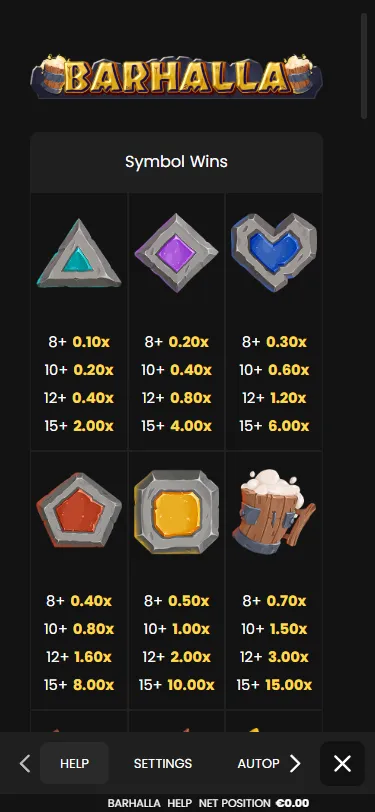 BARHALLA
Symbol Wins
8+ 0.10x
10+ 0.20x
12+ 0.40x
15+ 2.00x
8+ 0.20x
10+ 0.40x
12+ 0.80x
15+ 4.00x
8+ 0.30x
10+ 0.60x
12+ 1.20x
15+ 6.00x
8+ 0.40x
10+ 0.80x
12+ 1.60x
15+ 8.00x
8+ 0.50x
10+ 1.00x
12+ 2.00x
15+ 10.00x
8+ 0.70x
10+ 1.50x
12+ 3.00x
15+ 15.00x
HELP SETTINGS AUTOP
BARHALLA HELP NET POSITION €0.00